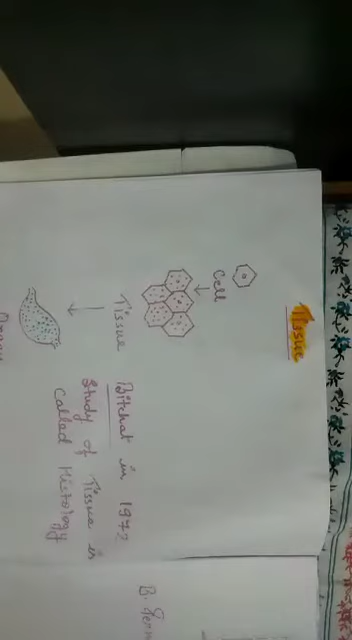 Tissue
Cell
Tissue
Bitchat in 1972
Study of Tissue is
Called Histology
B.